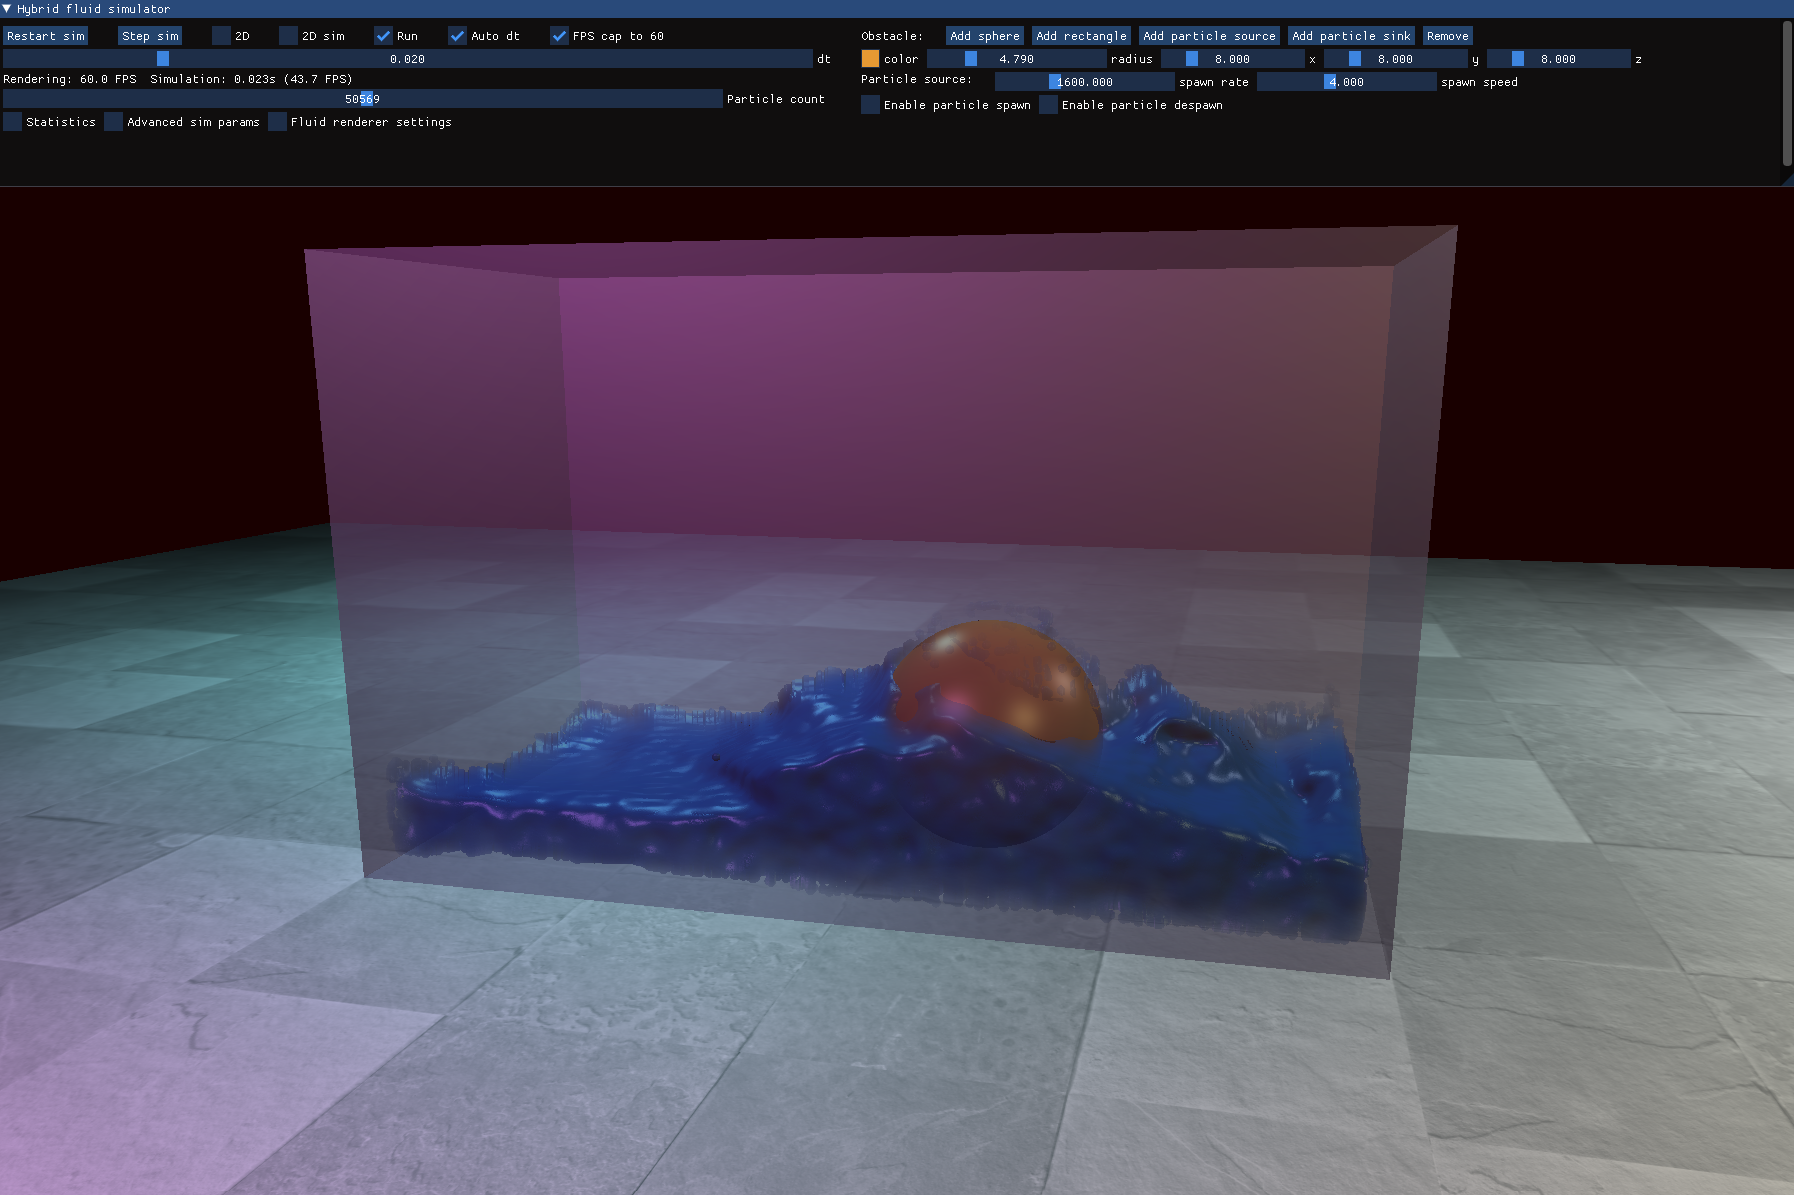 Hybrid fluid simulator
Restart sim Step sim 2D 2D sim Run Auto dt FPS cap to 60
0.020 dt
Rendering: 60.0 FPS Simulation: 0.023s (43.7 FPS)
50569 Particle count
Statistics Advanced sim params Fluid renderer settings
Obstacle: Add sphere Add rectangle Add particle source Add particle sink Remove
color 4.790 radius 8.000 x 8.000 y 8.000 z
Particle source: 1600.000 spawn rate 4.000 spawn speed
Enable particle spawn Enable particle despawn